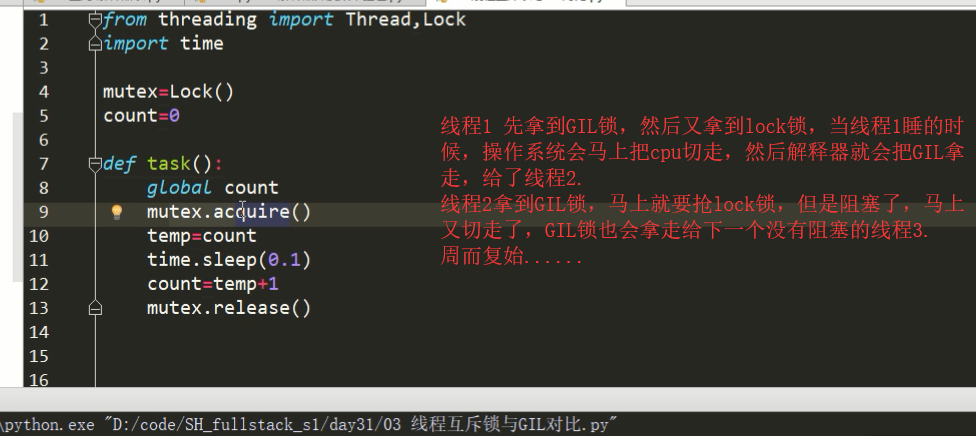 1 from threading import Thread,Lock
2 import time
3
4 mutex=Lock()
5 count=0
6
7 def task():
8 global count
9 mutex.acquire()
10 temp=count
11 time.sleep(0.1)
12 count=temp+1
13 mutex.release()
14
15
16
线程1 先拿到GIL锁，然后又拿到lock锁，当线程1睡的时
候，操作系统会马上把cpu切走，然后解释器就会把GIL拿
走，给了线程2.
线程2拿到GIL锁，马上就要抢lock锁，但是阻塞了，马上
又切走了，GIL锁也会拿走给下一个没有阻塞的线程3.
周而复始......
\python.exe "D:/code/SH_fullstack_s1/day31/03 线程互斥锁与GIL对比.py"